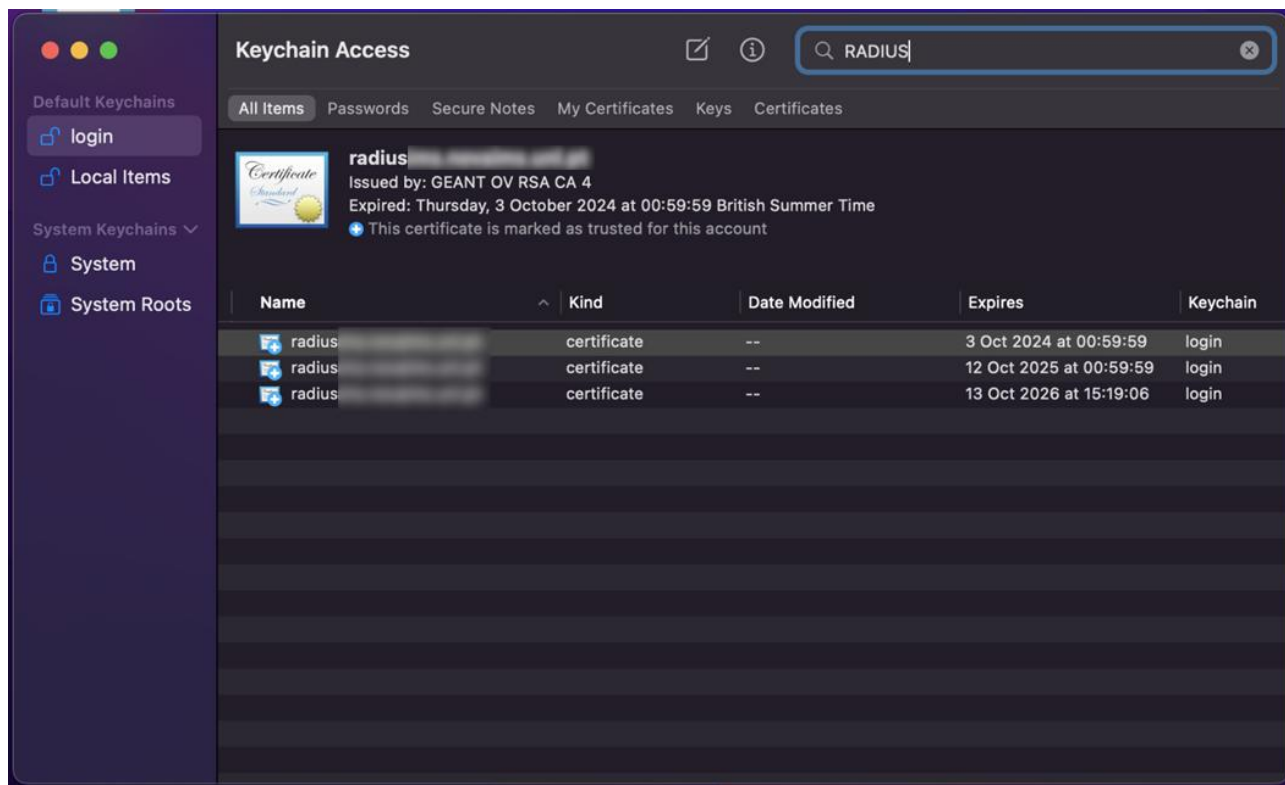 Keychain Access
RADIUS
Default Keychains
login
Local Items
System Keychains
System
System Roots
All Items Passwords Secure Notes My Certificates Keys Certificates
Certificate
Standard
radius
Issued by: GEANT OV RSA CA 4
Expired: Thursday, 3 October 2024 at 00:59:59 British Summer Time
This certificate is marked as trusted for this account
Name Kind Date Modified Expires Keychain
radius certificate -- 3 Oct 2024 at 00:59:59 login
radius certificate -- 12 Oct 2025 at 00:59:59 login
radius certificate -- 13 Oct 2026 at 15:19:06 login